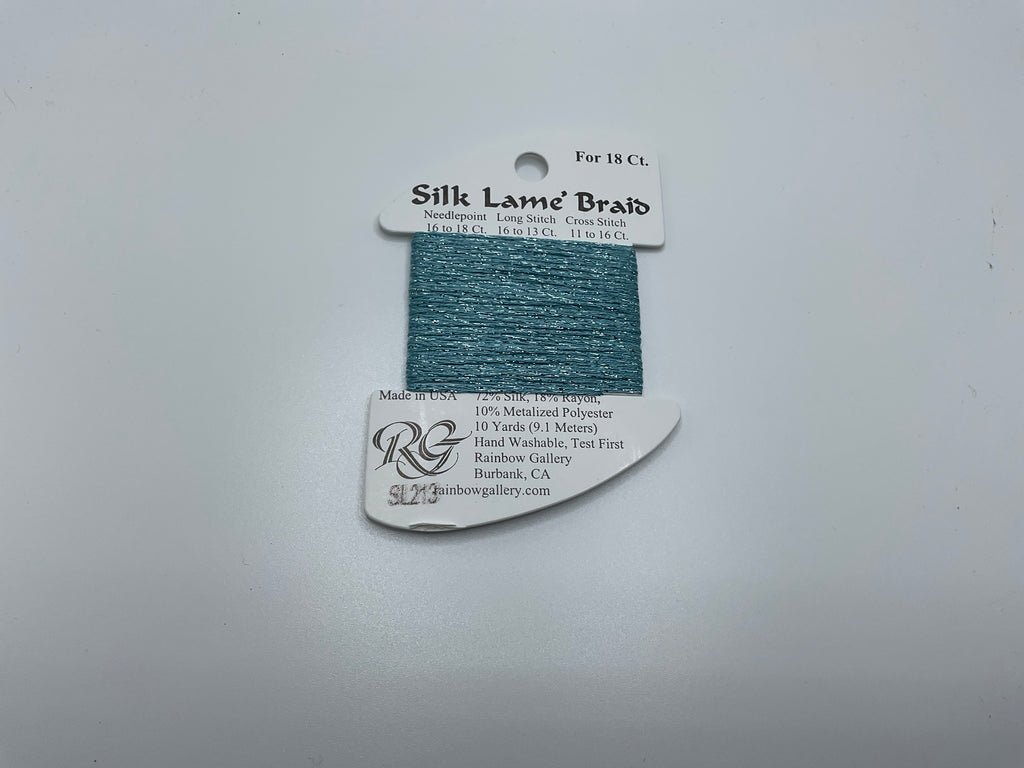 For 18 Ct.
Silk Lame' Braid
Needlepoint Long Stitch Cross Stitch
16 to 18 Ct. 16 to 13 Ct. 11 to 16 Ct.
Made in USA 72% Silk, 18% Rayon,
10% Metalized Polyester
10 Yards (9.1 Meters)
RG
Hand Washable, Test First
Rainbow Gallery
Burbank, CA
SL213 rainbowgallery.com